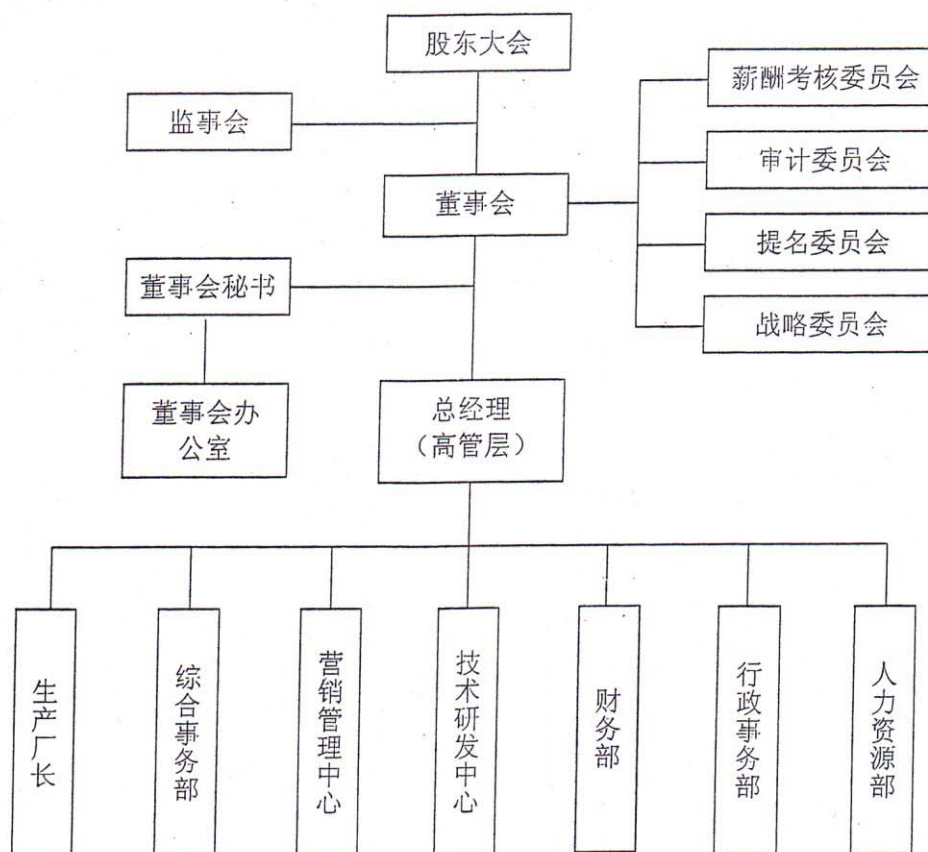 股东大会
薪酬考核委员会
监事会
审计委员会
董事会
提名委员会
董事会秘书
战略委员会
董事会办
公室
总经理
（高管层）
生产厂长
综合事务部
营销管理中心
技术研发中心
财务部
行政事务部
人力资源部